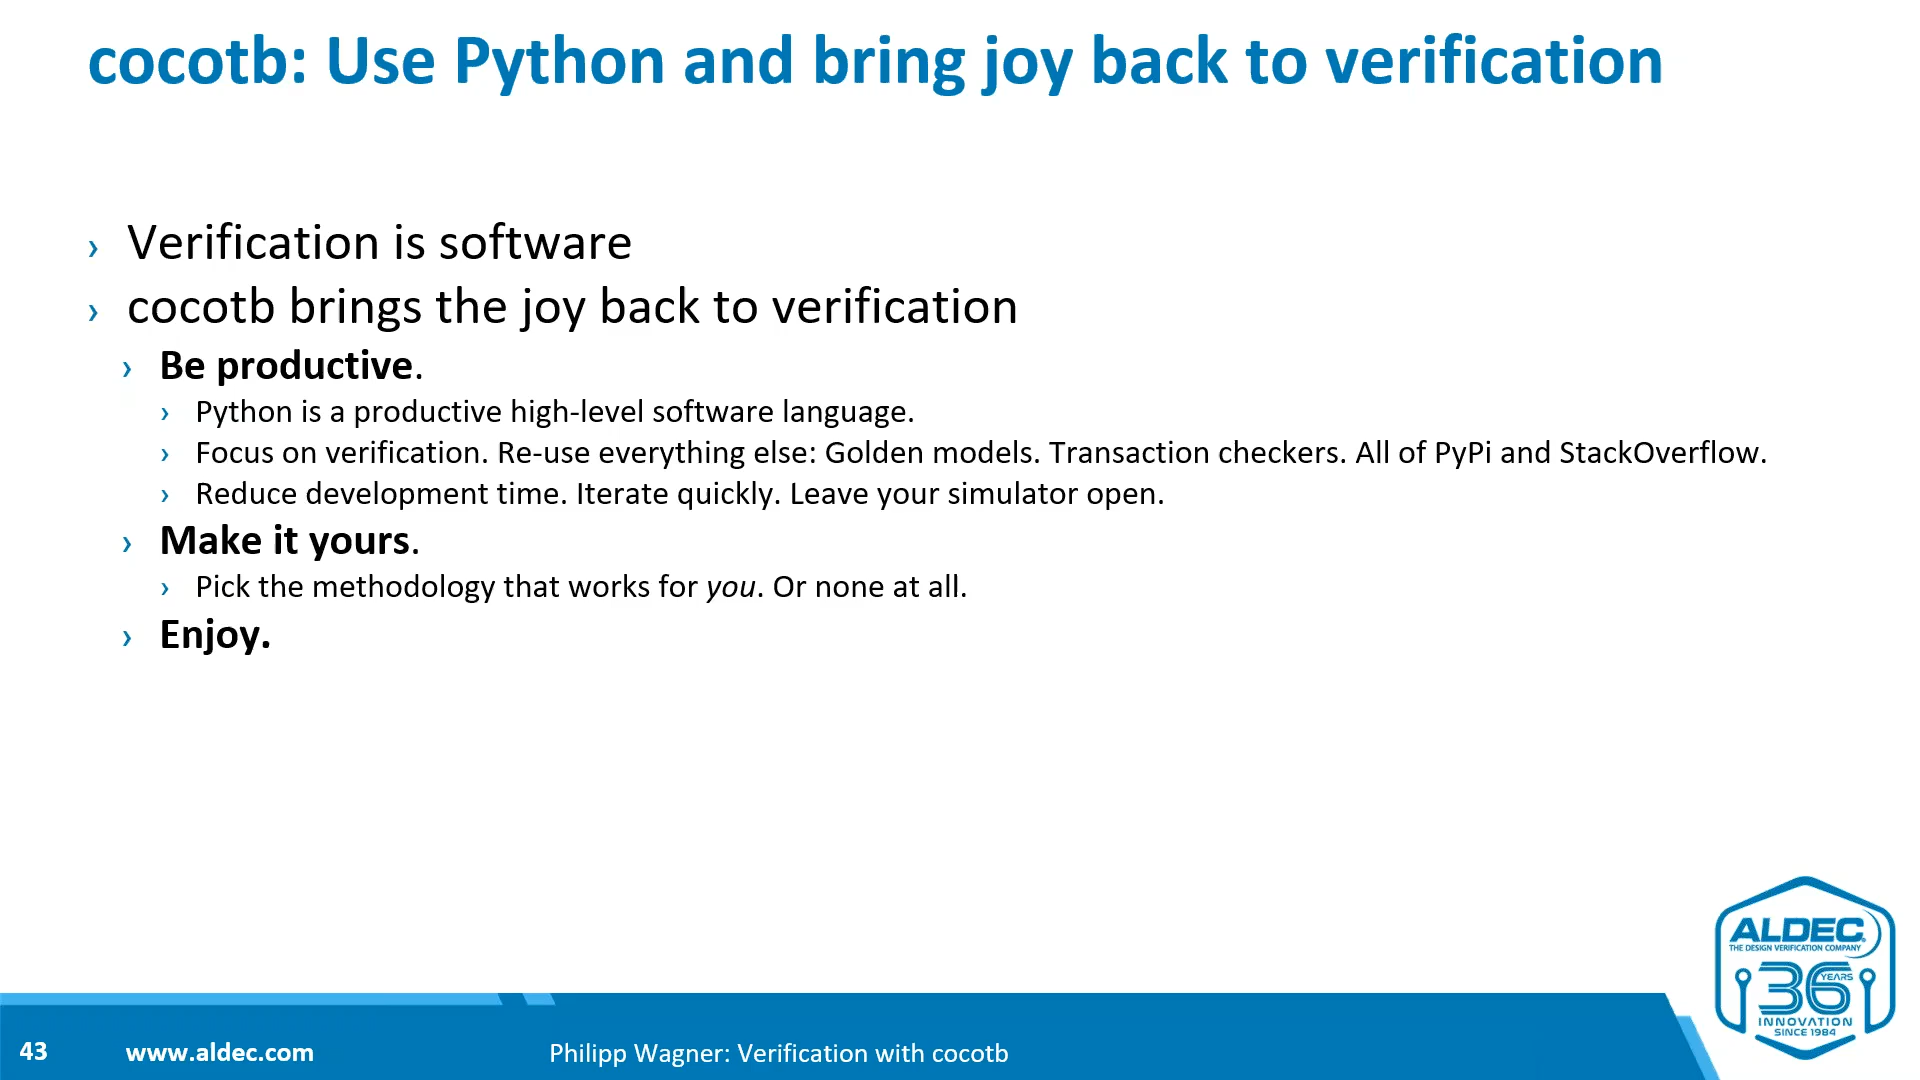 cocotb: Use Python and bring joy back to verification
› Verification is software
› cocotb brings the joy back to verification
› Be productive.
› Python is a productive high-level software language.
› Focus on verification. Re-use everything else: Golden models. Transaction checkers. All of PyPi and StackOverflow.
› Reduce development time. Iterate quickly. Leave your simulator open.
› Make it yours.
› Pick the methodology that works for you. Or none at all.
› Enjoy.
ALDEC®
THE DESIGN VERIFICATION COMPANY
36 YEARS
INNOVATION
SINCE 1984
43 www.aldec.com Philipp Wagner: Verification with cocotb